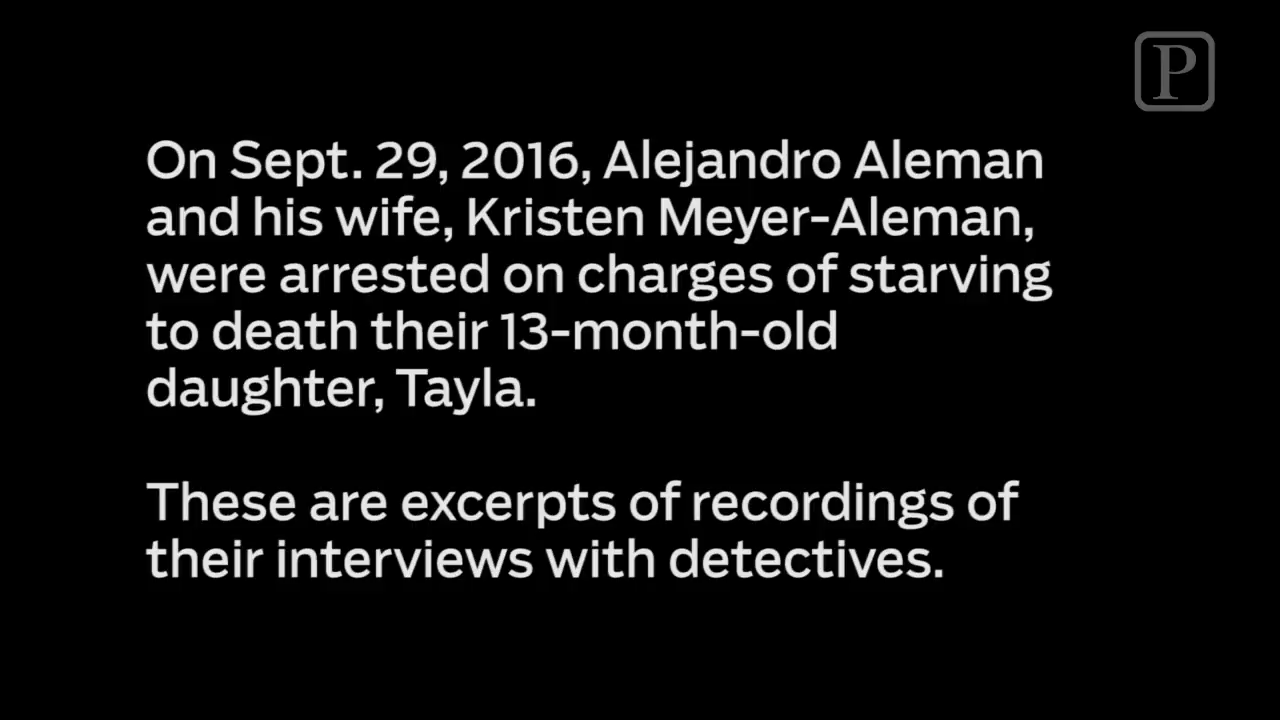 P
On Sept. 29, 2016, Alejandro Aleman
and his wife, Kristen Meyer-Aleman,
were arrested on charges of starving
to death their 13-month-old
daughter, Tayla.
These are excerpts of recordings of
their interviews with detectives.